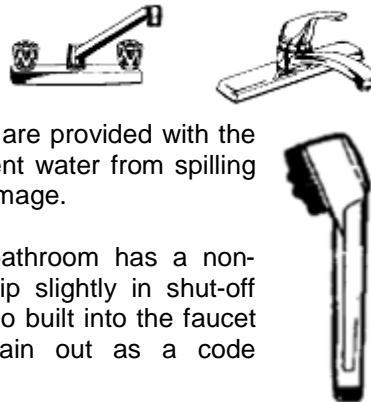 are provided with the
ent water from spilling
mage.
athroom has a non-
ip slightly in shut-off
o built into the faucet
ain out as a code